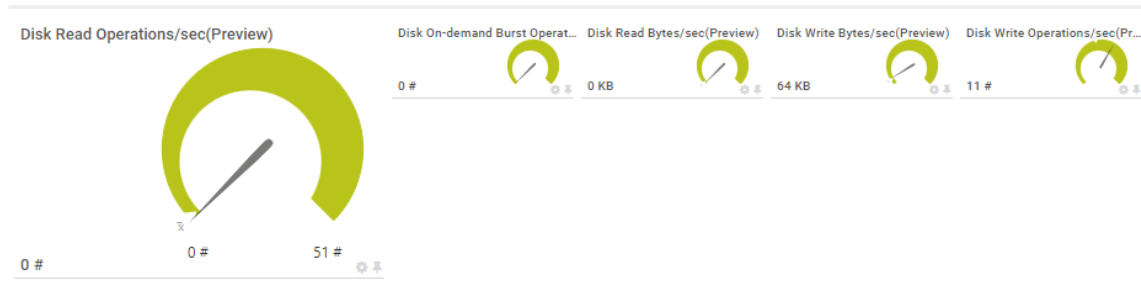 Disk Read Operations/sec(Preview)
x̄
0 #
51 #
0 #
Disk On-demand Burst Operat...
0 #
Disk Read Bytes/sec(Preview)
0 KB
Disk Write Bytes/sec(Preview)
64 KB
Disk Write Operations/sec(Pr...
11 #